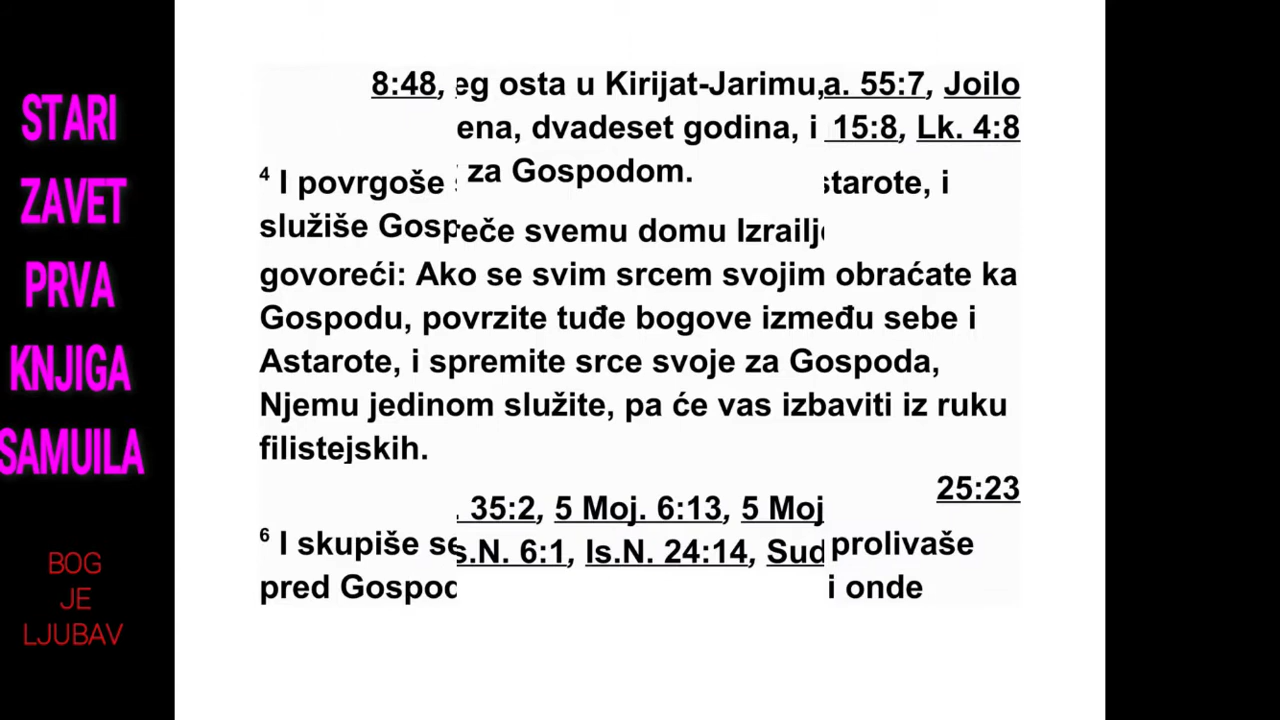 STARI
ZAVET
PRVA
KNJIGA
SAMUILA
BOG
JE
LJUBAV
8:48, eg osta u Kirijat-Jarimu, a. 55:7, Joilo
ena, dvadeset godina, i 15:8, Lk. 4:8
za Gospodom.
4 I povrgoše starote, i
služiše Gosp reče svemu domu Izrailj
govoreći: Ako se svim srcem svojim obraćate ka
Gospodu, povrzite tuđe bogove između sebe i
Astarote, i spremite srce svoje za Gospoda,
Njemu jedinom služite, pa će vas izbaviti iz ruku
filistejskih.
25:23
. 35:2, 5 Moj. 6:13, 5 Moj
6 I skupiše se s.N. 6:1, Is.N. 24:14, Sud prolivaše
pred Gospod i onde